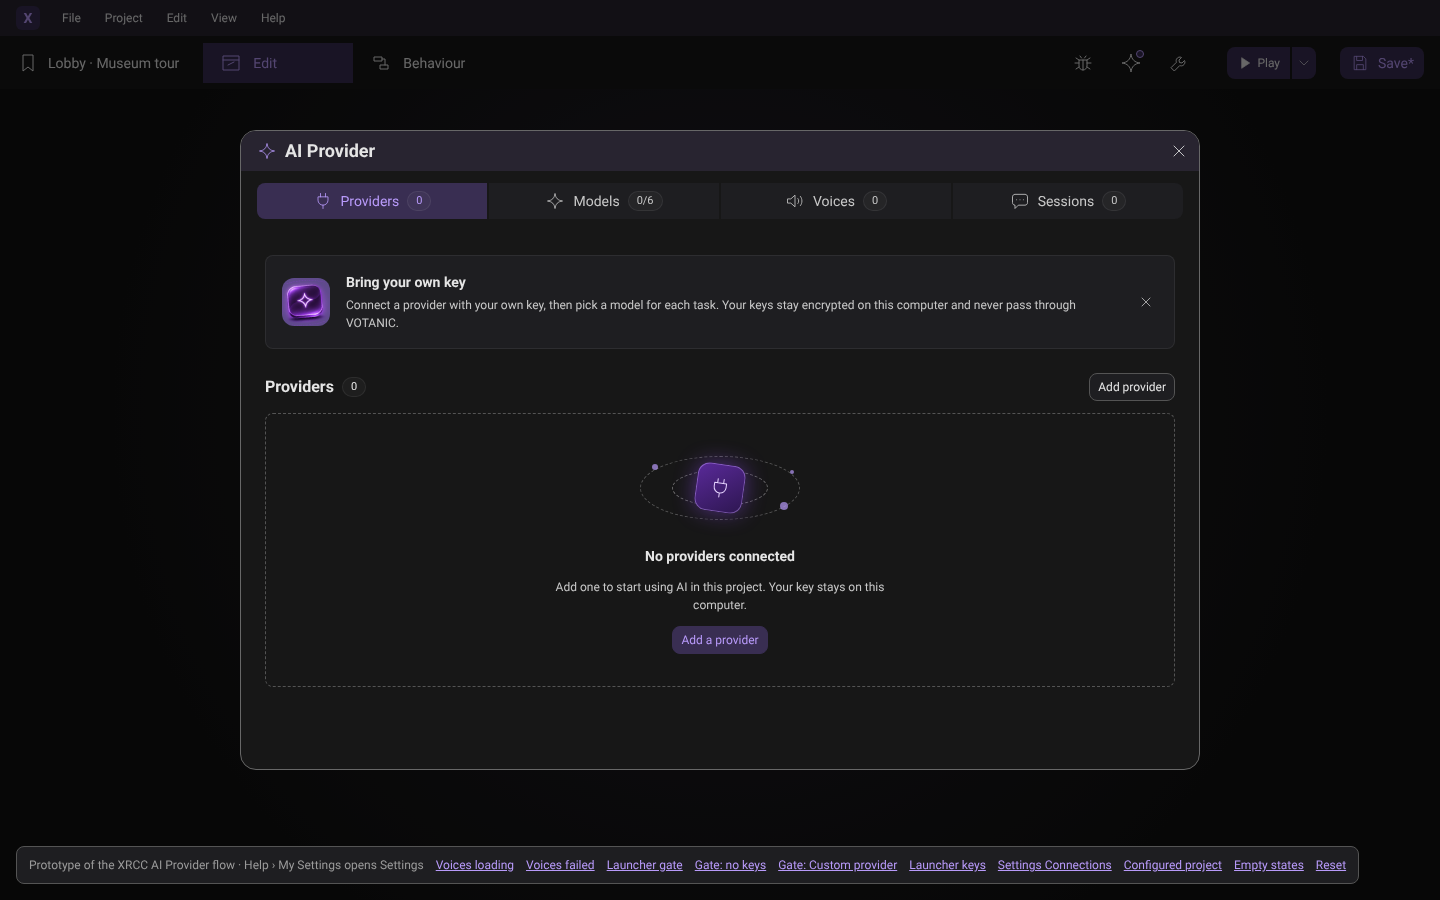 X File Project Edit View Help
Lobby · Museum tour Edit Behaviour Play Save*
AI Provider
Providers 0 Models 0/6 Voices 0 Sessions 0
Bring your own key
Connect a provider with your own key, then pick a model for each task. Your keys stay encrypted on this computer and never pass through
VOTANIC.
Providers 0 Add provider
No providers connected
Add one to start using AI in this project. Your key stays on this
computer.
Add a provider
Prototype of the XRCC AI Provider flow · Help › My Settings opens Settings Voices loading Voices failed Launcher gate Gate: no keys Gate: Custom provider Launcher keys Settings Connections Configured project Empty states Reset